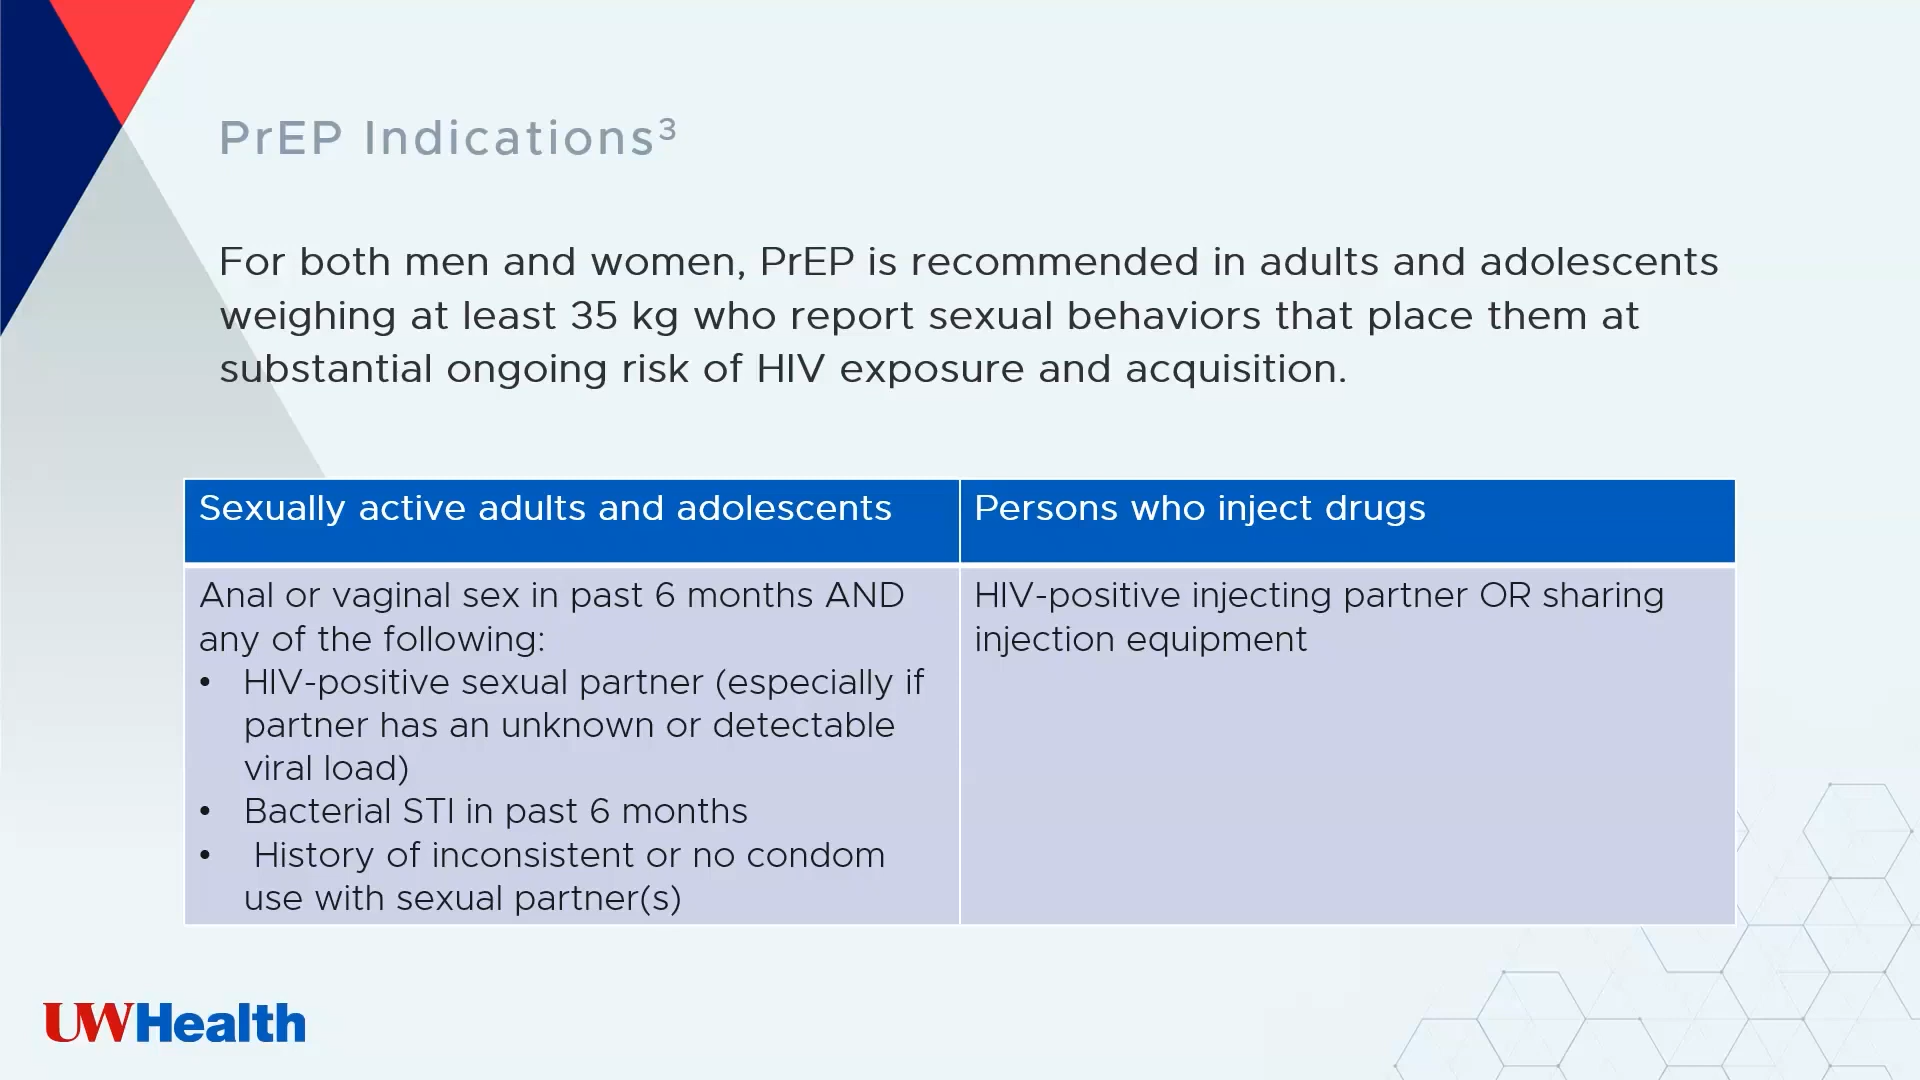 PrEP Indications³
For both men and women, PrEP is recommended in adults and adolescents
weighing at least 35 kg who report sexual behaviors that place them at
substantial ongoing risk of HIV exposure and acquisition.
Sexually active adults and adolescents
Persons who inject drugs
Anal or vaginal sex in past 6 months AND
any of the following:
• HIV-positive sexual partner (especially if
partner has an unknown or detectable
viral load)
• Bacterial STI in past 6 months
• History of inconsistent or no condom
use with sexual partner(s)
HIV-positive injecting partner OR sharing
injection equipment
UWHealth